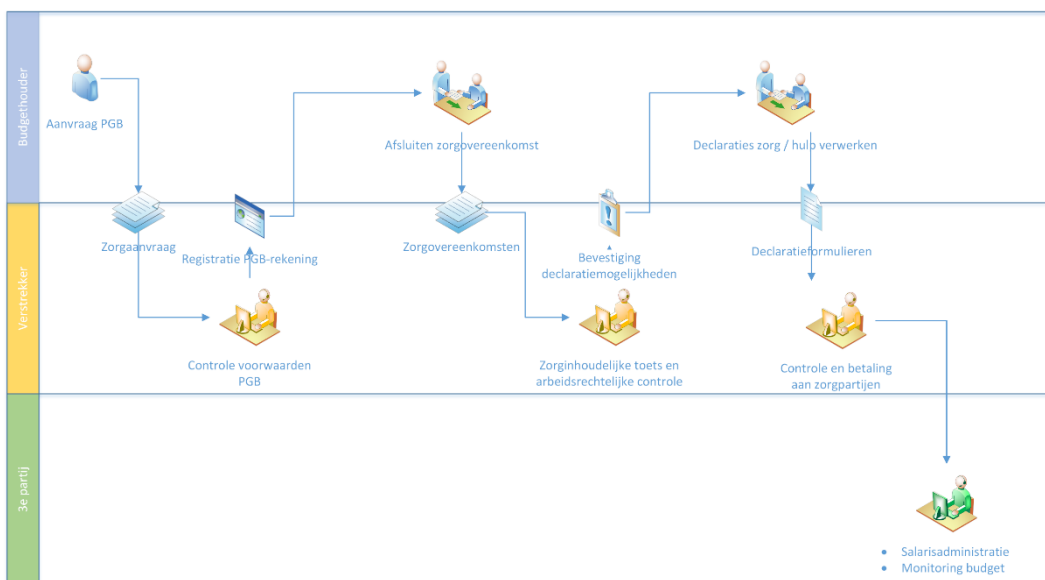 Budgethouder
Aanvraag PGB
Afsluiten zorgovereenkomst
Declaraties zorg / hulp verwerken
Verstrekker
Zorgaanvraag
Registratie PGB-rekening
Zorgovereenkomsten
Bevestiging
declaratiemogelijkheden
Declaratieformulieren
Controle voorwaarden
PGB
Zorginhoudelijke toets en
arbeidsrechtelijke controle
Controle en betaling
aan zorgpartijen
3e partij
• Salarisadministratie
• Monitoring budget